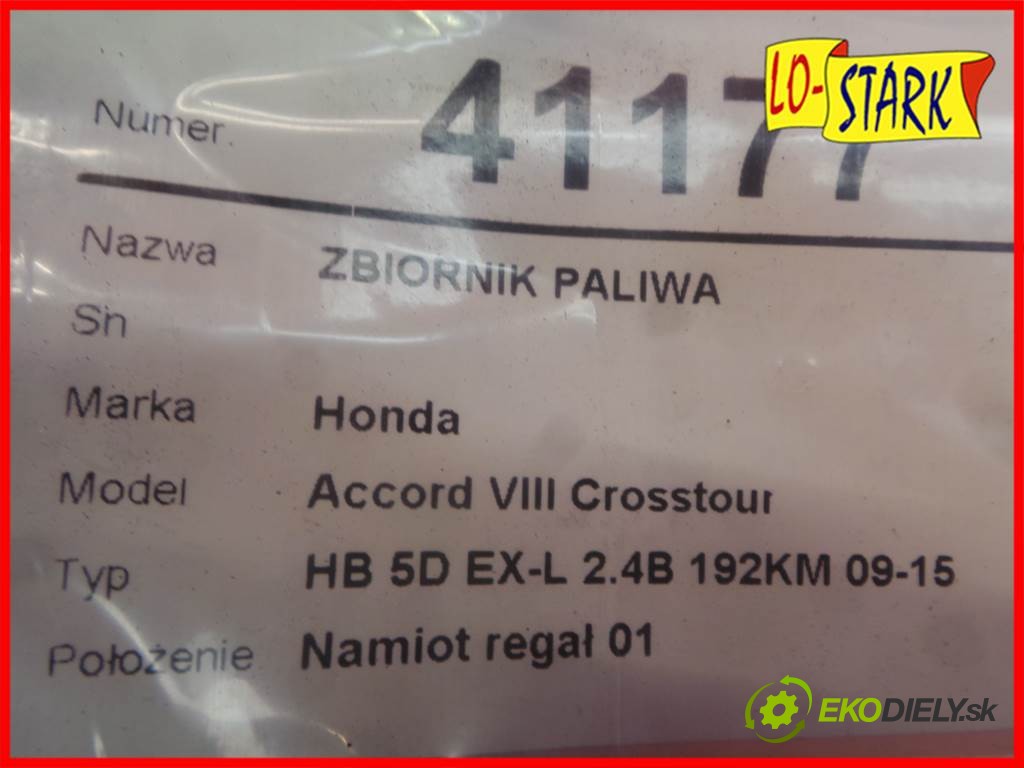 Numer. 41177
LO-STARK
Nazwa ZBIORNIK PALIWA
Sn
Marka Honda
Model Accord VIII Crosstour
Typ HB 5D EX-L 2.4B 192KM 09-15
Położenie Namiot regał 01
EKODIELY.sk